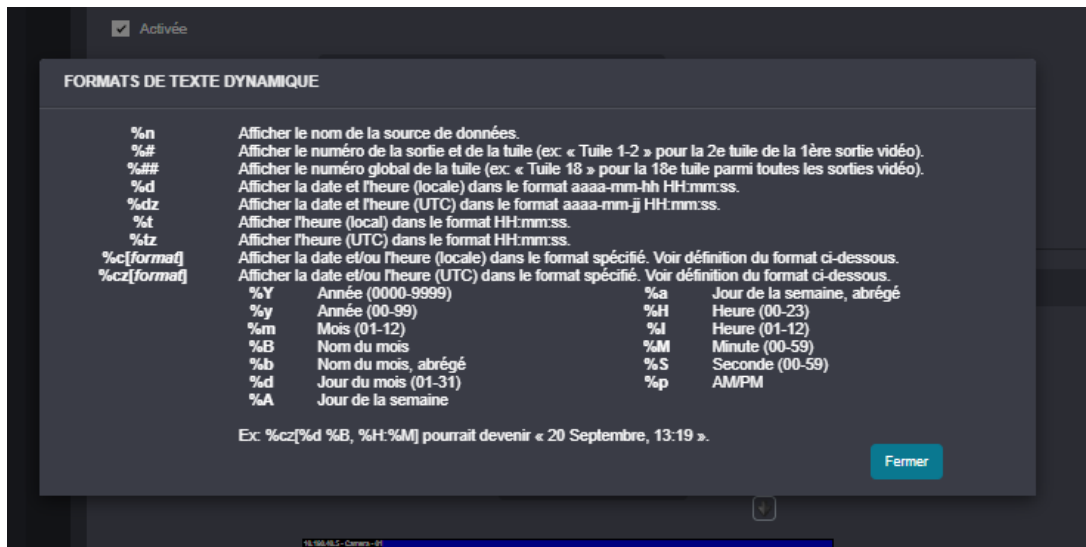 Activée
FORMATS DE TEXTE DYNAMIQUE
%n Afficher le nom de la source de données.
%# Afficher le numéro de la sortie et de la tuile (ex: « Tuile 1-2 » pour la 2e tuile de la 1ère sortie vidéo).
%## Afficher le numéro global de la tuile (ex: « Tuile 18 » pour la 18e tuile parmi toutes les sorties vidéo).
%d Afficher la date et l'heure (locale) dans le format aaaa-mm-hh HH:mm:ss.
%dz Afficher la date et l'heure (UTC) dans le format aaaa-mm-jj HH:mm:ss.
%t Afficher l'heure (local) dans le format HH:mm:ss.
%tz Afficher l'heure (UTC) dans le format HH:mm:ss.
%c[format] Afficher la date et/ou l'heure (locale) dans le format spécifié. Voir définition du format ci-dessous.
%cz[format] Afficher la date et/ou l'heure (UTC) dans le format spécifié. Voir définition du format ci-dessous.
%Y Année (0000-9999) %a Jour de la semaine, abrégé
%y Année (00-99) %H Heure (00-23)
%m Mois (01-12) %I Heure (01-12)
%B Nom du mois %M Minute (00-59)
%b Nom du mois, abrégé %S Seconde (00-59)
%d Jour du mois (01-31) %p AM/PM
%A Jour de la semaine
Ex: %cz[%d %B, %H:%M] pourrait devenir « 20 Septembre, 13:19 ».
Fermer
Camera - 01